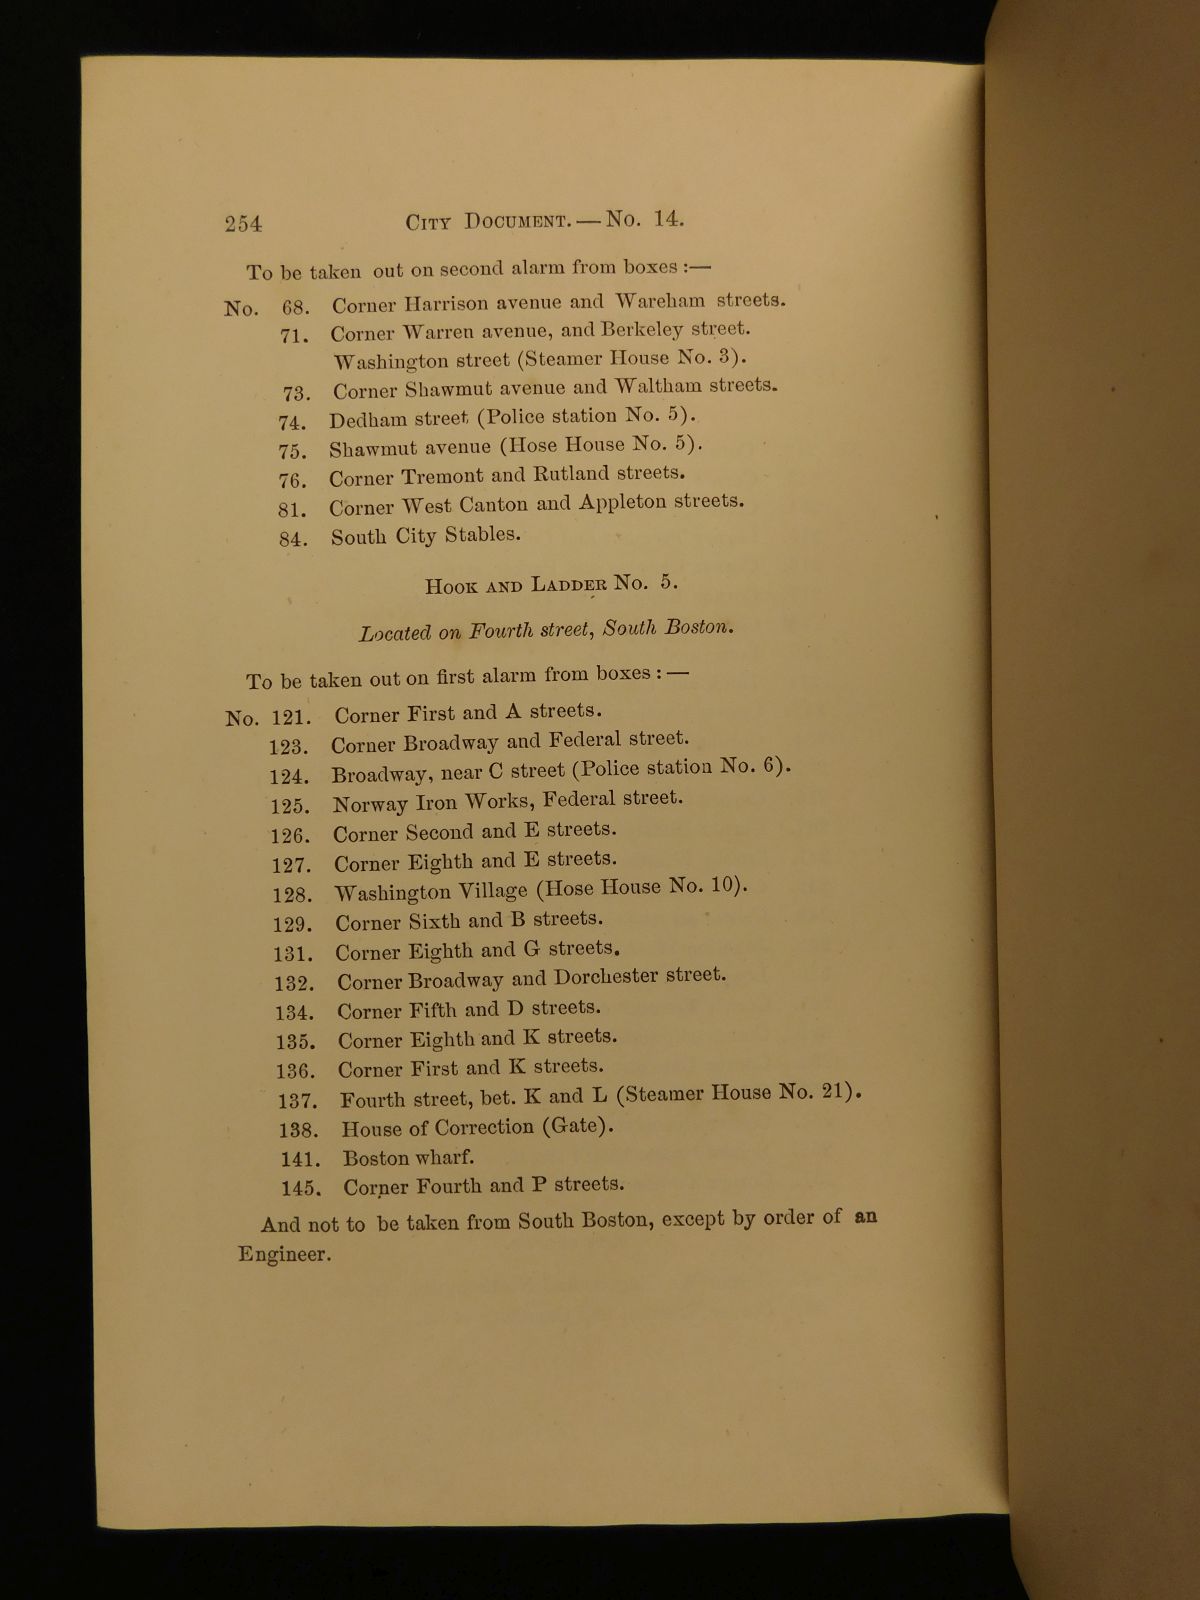 254 City Document. — No. 14.
To be taken out on second alarm from boxes :—
No. 68. Corner Harrison avenue and Wareham streets.
71. Corner Warren avenue, and Berkeley street.
Washington street (Steamer House No. 3).
73. Corner Shawmut avenue and Waltham streets.
74. Dedham street (Police station No. 5).
75. Shawmut avenue (Hose House No. 5).
76. Corner Tremont and Rutland streets.
81. Corner West Canton and Appleton streets.
84. South City Stables.
Hook and Ladder No. 5.
Located on Fourth street, South Boston.
To be taken out on first alarm from boxes : —
No. 121. Corner First and A streets.
123. Corner Broadway and Federal street.
124. Broadway, near C street (Police station No. 6).
125. Norway Iron Works, Federal street.
126. Corner Second and E streets.
127. Corner Eighth and E streets.
128. Washington Village (Hose House No. 10).
129. Corner Sixth and B streets.
131. Corner Eighth and G streets.
132. Corner Broadway and Dorchester street.
134. Corner Fifth and D streets.
135. Corner Eighth and K streets.
136. Corner First and K streets.
137. Fourth street, bet. K and L (Steamer House No. 21).
138. House of Correction (Gate).
141. Boston wharf.
145. Corner Fourth and P streets.
And not to be taken from South Boston, except by order of an
Engineer.